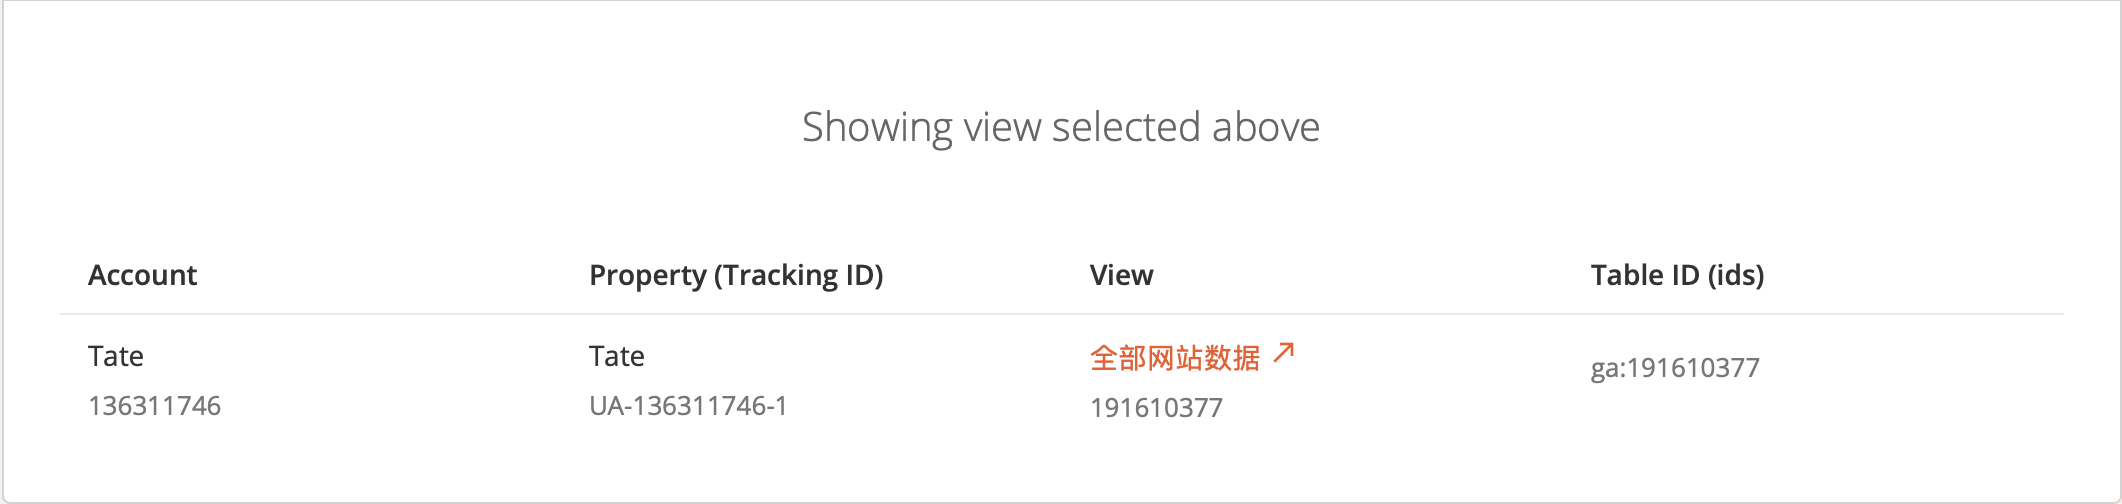 Showing view selected above
Account Property (Tracking ID) View Table ID (ids)
Tate Tate 全部网站数据 ga:191610377
136311746 UA-136311746-1 191610377